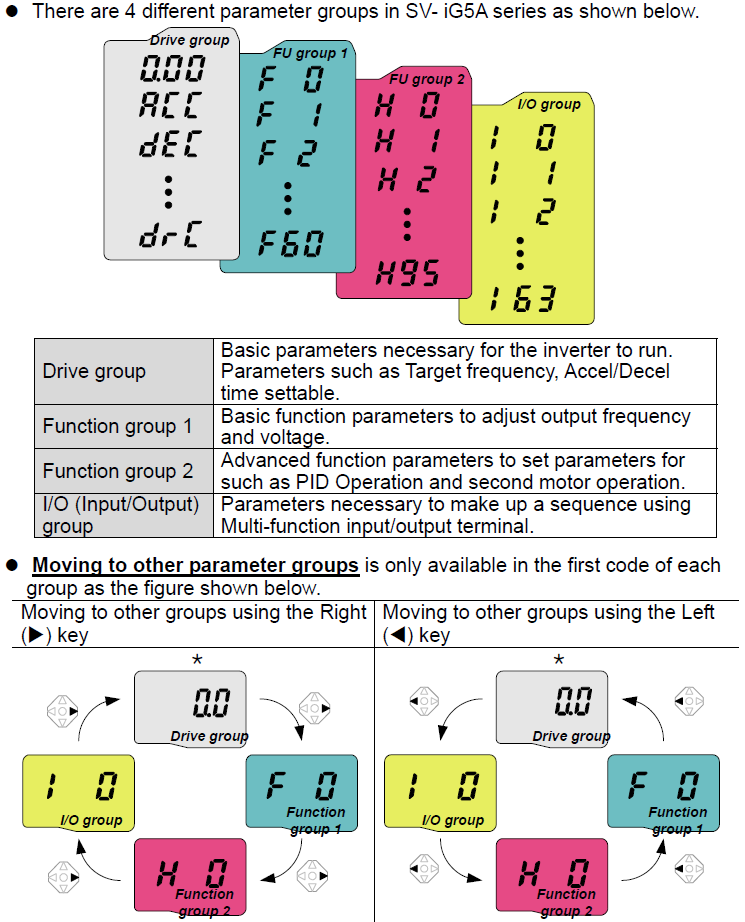 ● There are 4 different parameter groups in SV- iG5A series as shown below.
Drive group
0.00
ACC
dEC
drC
FU group 1
F 0
F 1
F 2
F60
FU group 2
H 0
H 1
H 2
H95
I/O group
I 0
I 1
I 2
I 63
Drive group
Basic parameters necessary for the inverter to run.
Parameters such as Target frequency, Accel/Decel
time settable.
Function group 1
Basic function parameters to adjust output frequency
and voltage.
Function group 2
Advanced function parameters to set parameters for
such as PID Operation and second motor operation.
I/O (Input/Output)
group
Parameters necessary to make up a sequence using
Multi-function input/output terminal.
● Moving to other parameter groups is only available in the first code of each
group as the figure shown below.
Moving to other groups using the Right
(▶) key
*
0.0
Drive group
I 0
I/O group
F 0
Function
group 1
H 0
Function
group 2
Moving to other groups using the Left
(◀) key
*
0.0
Drive group
I 0
I/O group
F 0
Function
group 1
H 0
Function
group 2